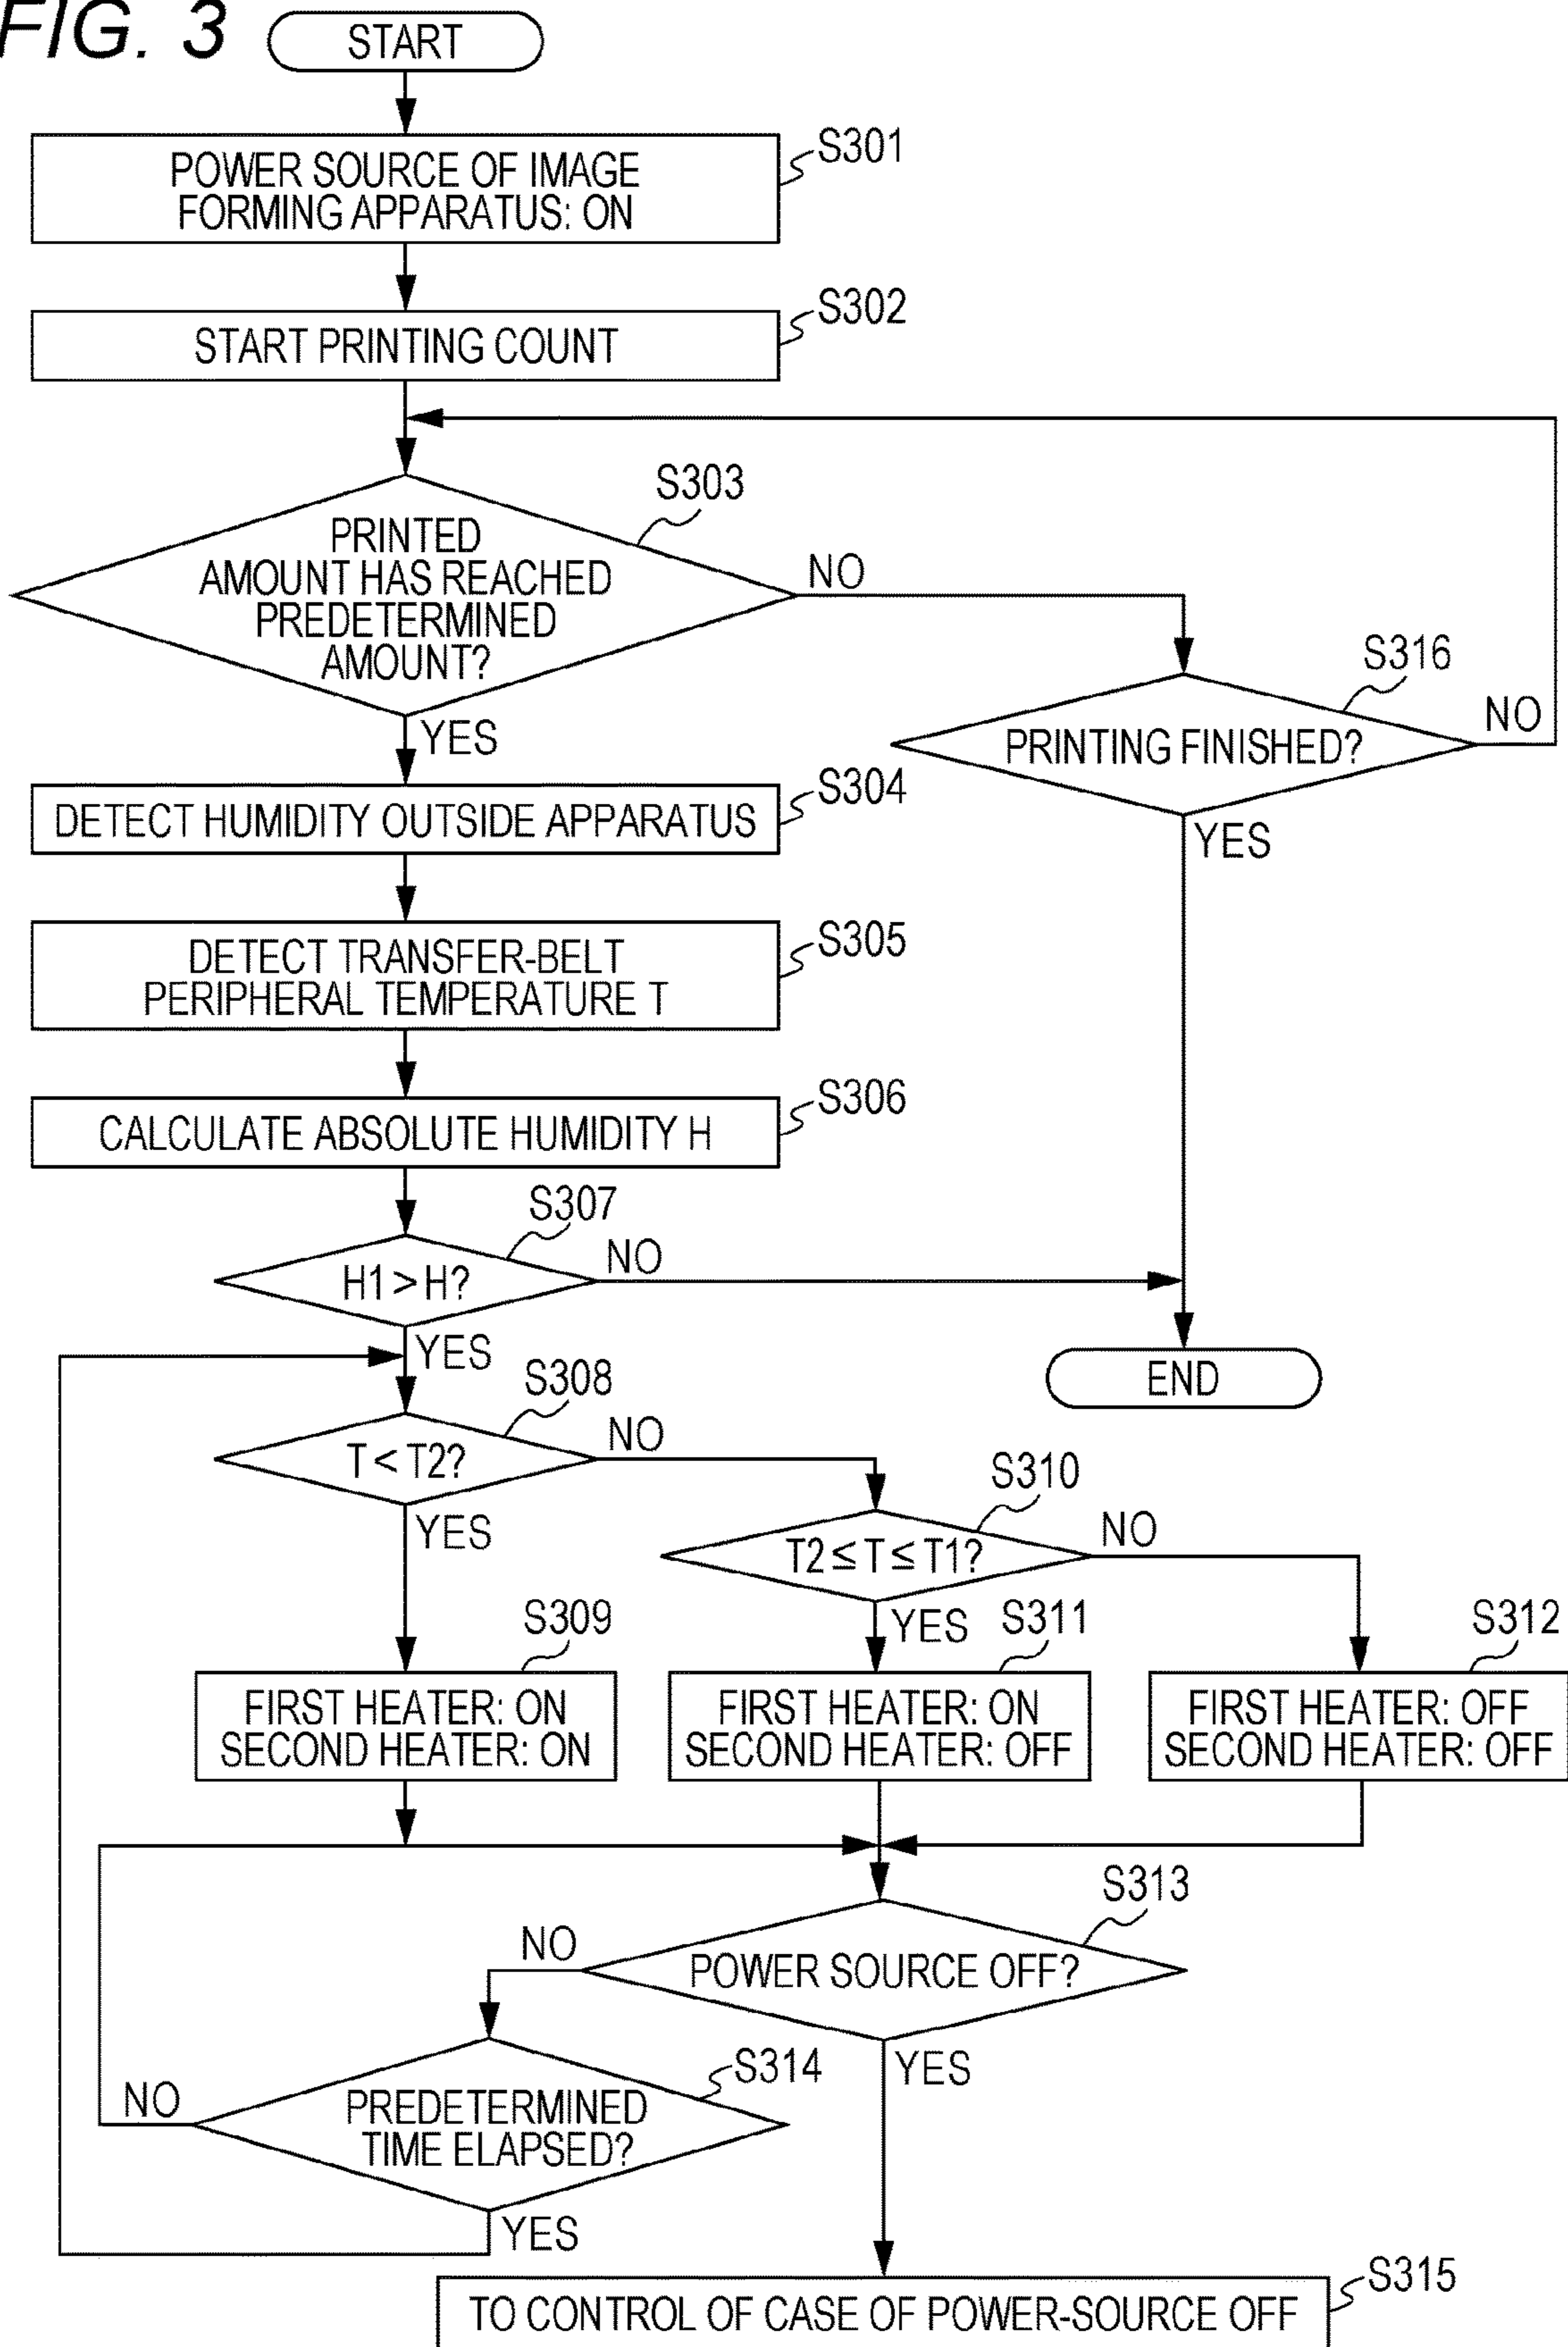 FIG. 3
START
S301
POWER SOURCE OF IMAGE
FORMING APPARATUS: ON
S302
START PRINTING COUNT
S303
PRINTED
AMOUNT HAS REACHED
PREDETERMINED
AMOUNT?
NO
YES
S316
PRINTING FINISHED?
NO
YES
S304
DETECT HUMIDITY OUTSIDE APPARATUS
S305
DETECT TRANSFER-BELT
PERIPHERAL TEMPERATURE T
S306
CALCULATE ABSOLUTE HUMIDITY H
S307
H1 > H?
NO
YES
END
S308
T < T2?
NO
YES
S310
T2 ≤ T ≤ T1?
NO
YES
S309
FIRST HEATER: ON
SECOND HEATER: ON
S311
FIRST HEATER: ON
SECOND HEATER: OFF
S312
FIRST HEATER: OFF
SECOND HEATER: OFF
S313
POWER SOURCE OFF?
NO
YES
S314
PREDETERMINED
TIME ELAPSED?
NO
YES
S315
TO CONTROL OF CASE OF POWER-SOURCE OFF